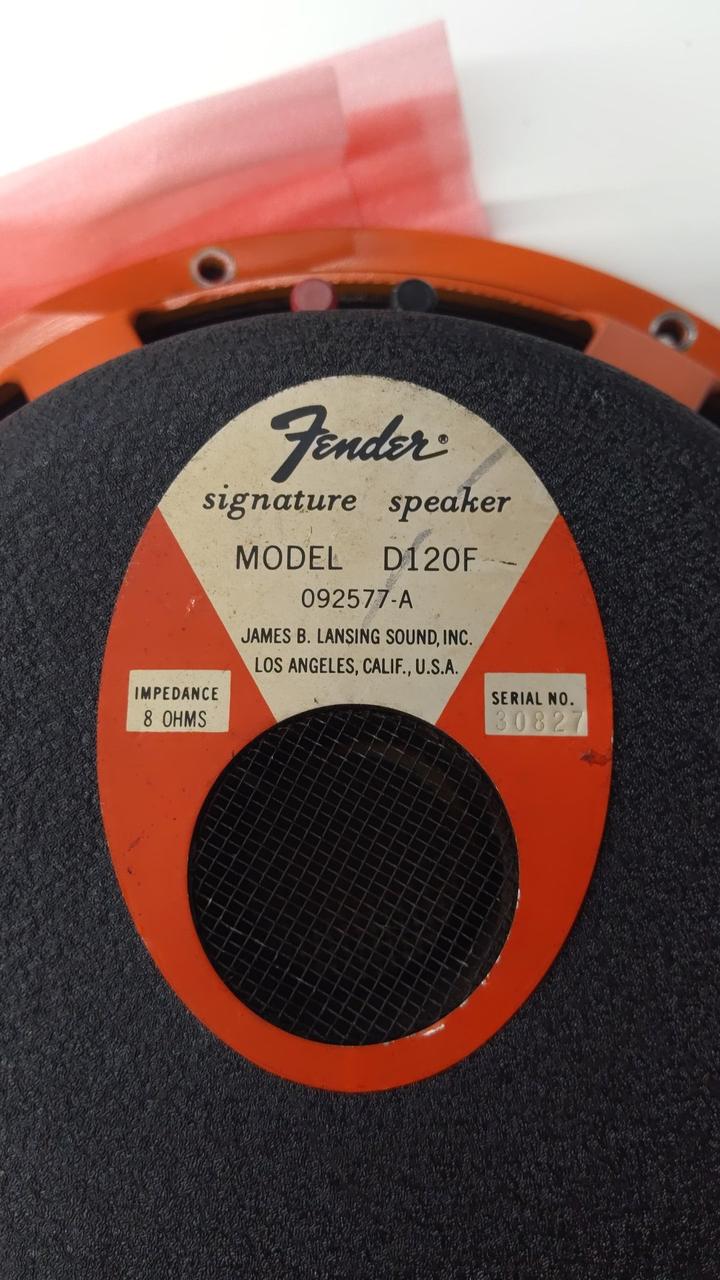 Fender®
signature speaker
MODEL D120F
092577-A
JAMES B. LANSING SOUND, INC.
LOS ANGELES, CALIF., U.S.A.
IMPEDANCE
8 OHMS
SERIAL NO.
30827